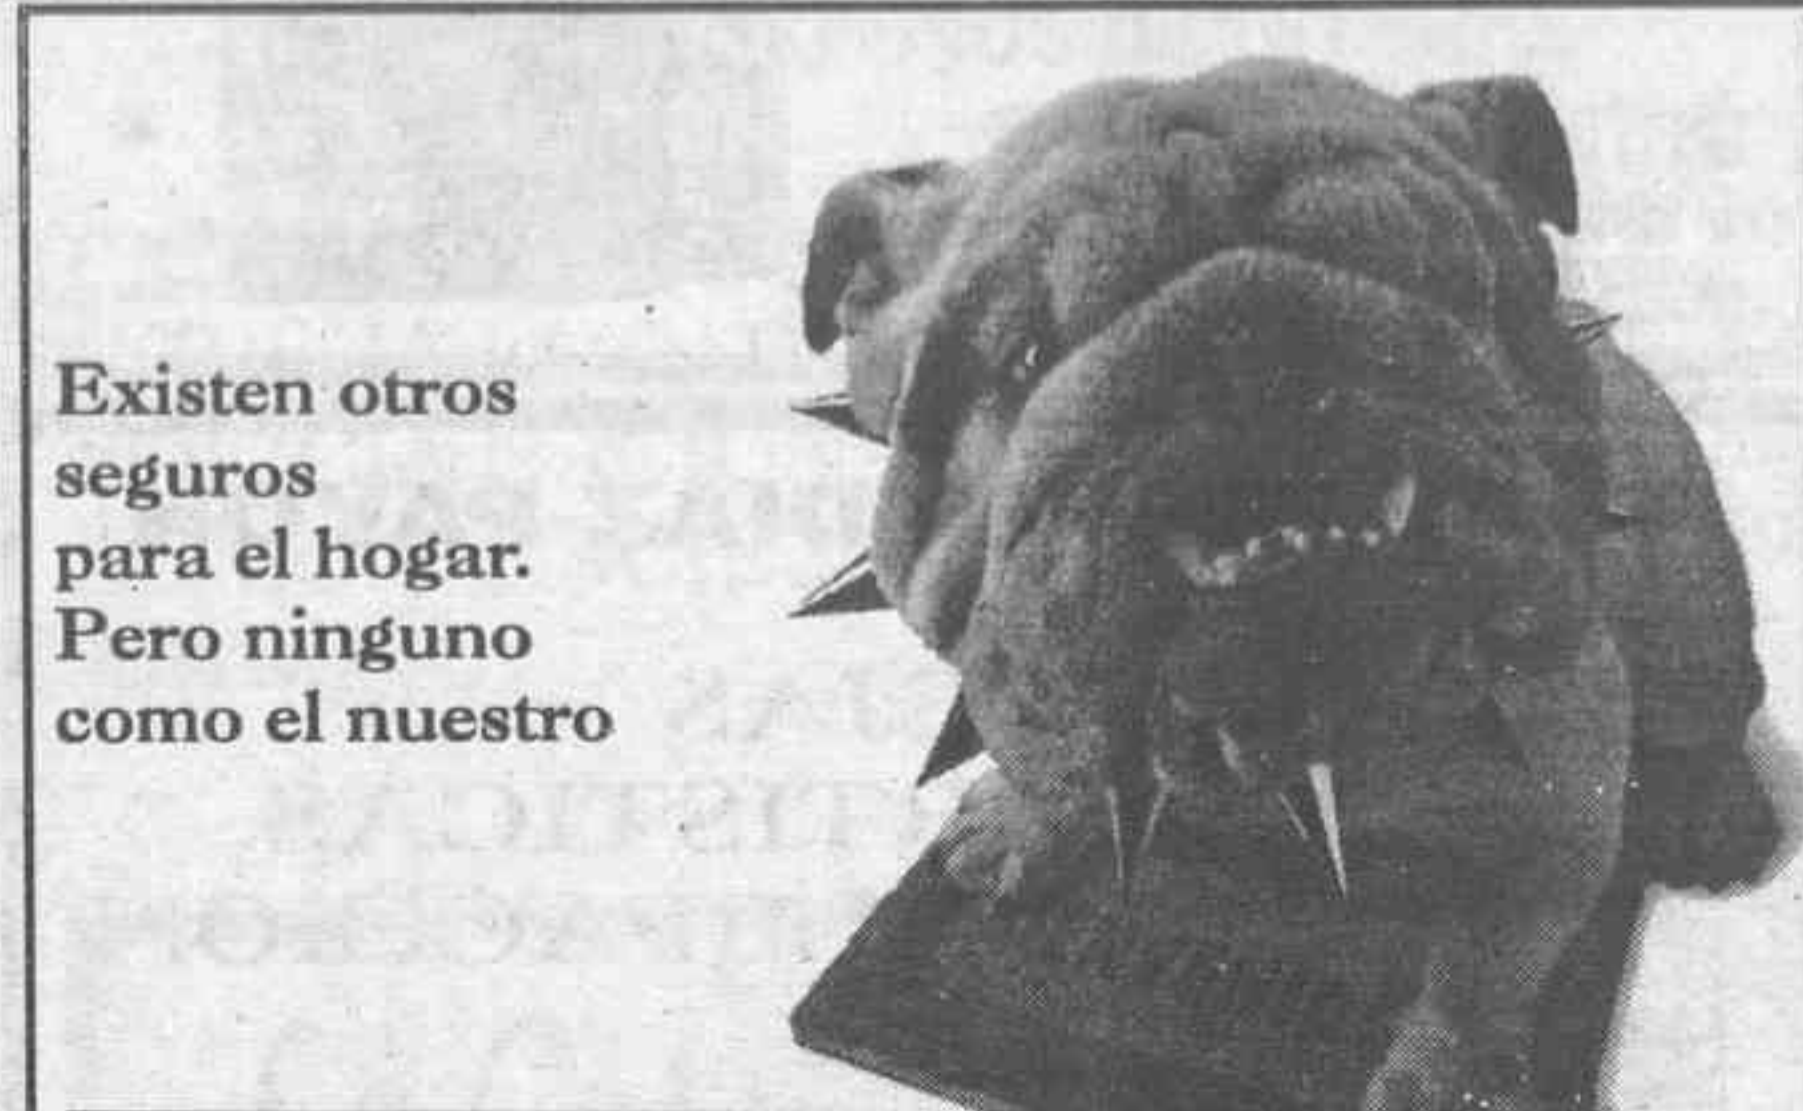 Existen otros
seguros
para el hogar.
Pero ninguno
como el nuestro